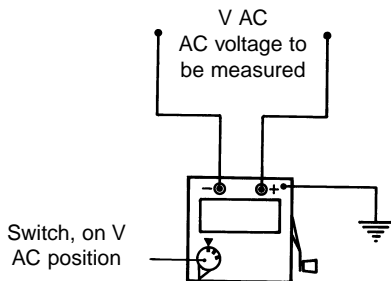 V AC
AC voltage to
be measured
− +
Switch, on V
AC position